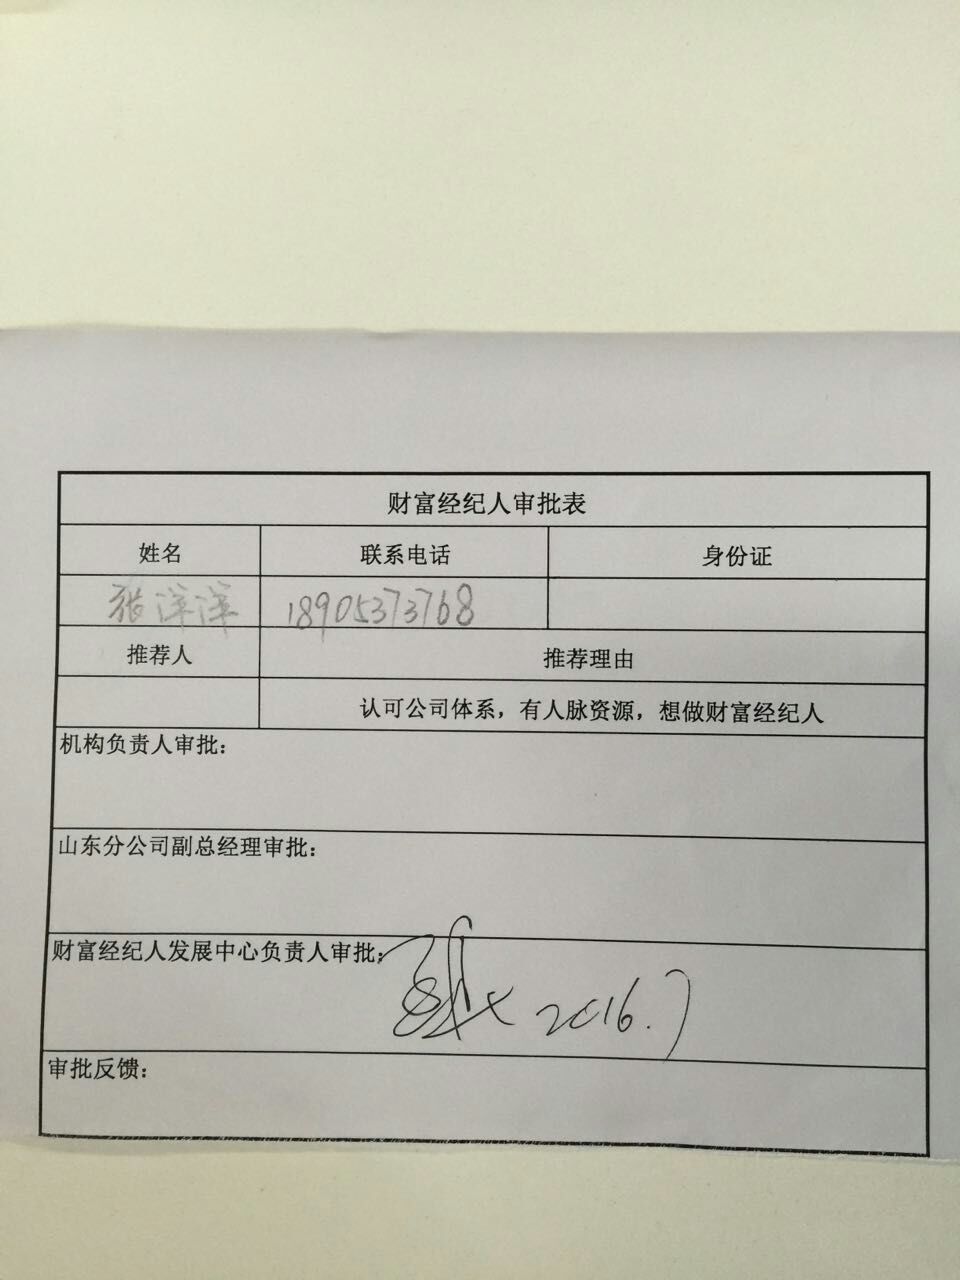 财富经纪人审批表
姓名 联系电话 身份证
张洋洋 18905373768
推荐人 推荐理由
认可公司体系，有人脉资源，想做财富经纪人
机构负责人审批：
山东分公司副总经理审批：
财富经纪人发展中心负责人审批：
2016.7
审批反馈：